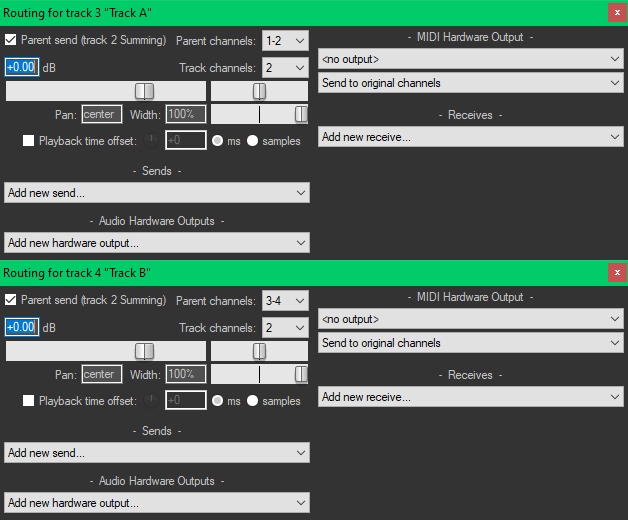 Routing for track 3 "Track A"
x
Parent send (track 2 Summing) Parent channels: 1-2
+0.00 dB Track channels: 2
Pan: center Width: 100%
Playback time offset: +0 ms samples
- Sends -
Add new send...
- Audio Hardware Outputs -
Add new hardware output...
- MIDI Hardware Output -
<no output>
Send to original channels
- Receives -
Add new receive...
Routing for track 4 "Track B"
x
Parent send (track 2 Summing) Parent channels: 3-4
+0.00 dB Track channels: 2
Pan: center Width: 100%
Playback time offset: +0 ms samples
- Sends -
Add new send...
- Audio Hardware Outputs -
Add new hardware output...
- MIDI Hardware Output -
<no output>
Send to original channels
- Receives -
Add new receive...